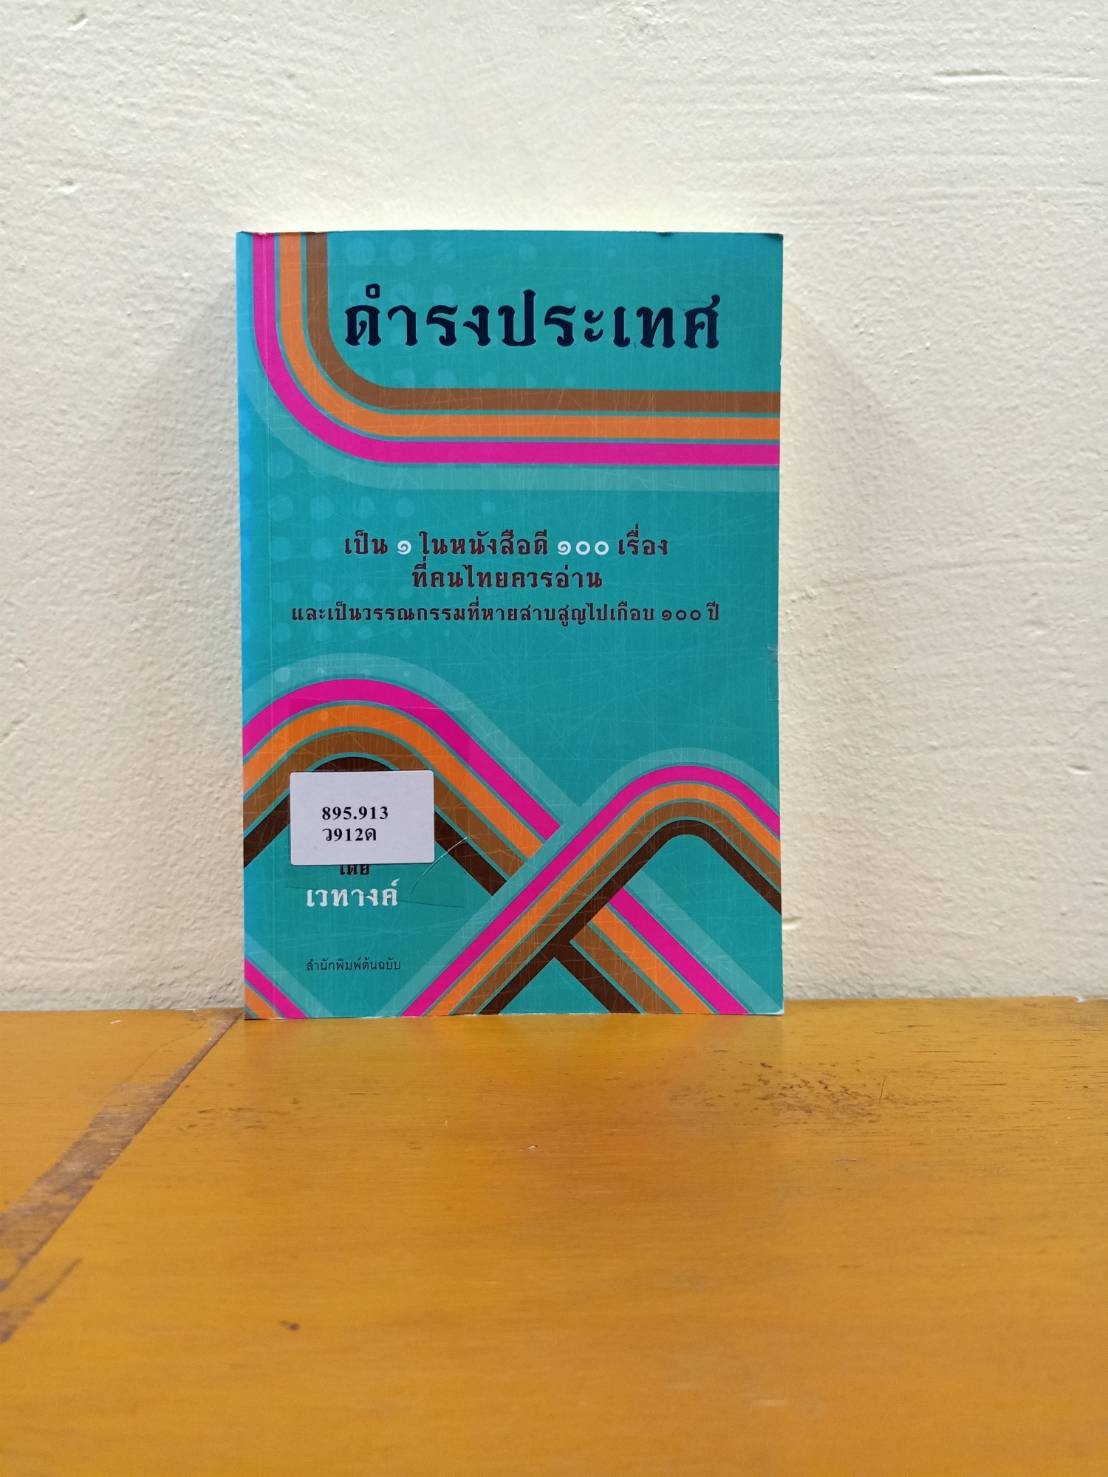 ดำรงประเทศ
เป็น ๑ ในหนังสือดี ๑๐๐ เรื่อง
ที่คนไทยควรอ่าน
และเป็นวรรณกรรมที่หายสาบสูญไปเกือบ ๑๐๐ ปี
895.913
ว912ด
โดย
เวทางค์
สำนักพิมพ์ต้นฉบับ